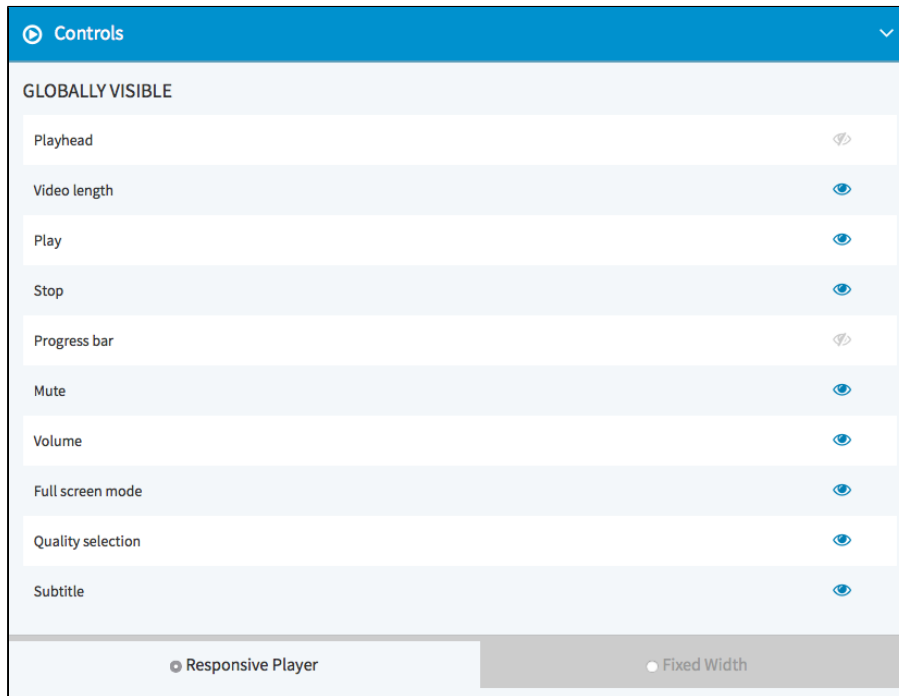 Controls
GLOBALLY VISIBLE
Playhead
Video length
Play
Stop
Progress bar
Mute
Volume
Full screen mode
Quality selection
Subtitle
Responsive Player
Fixed Width